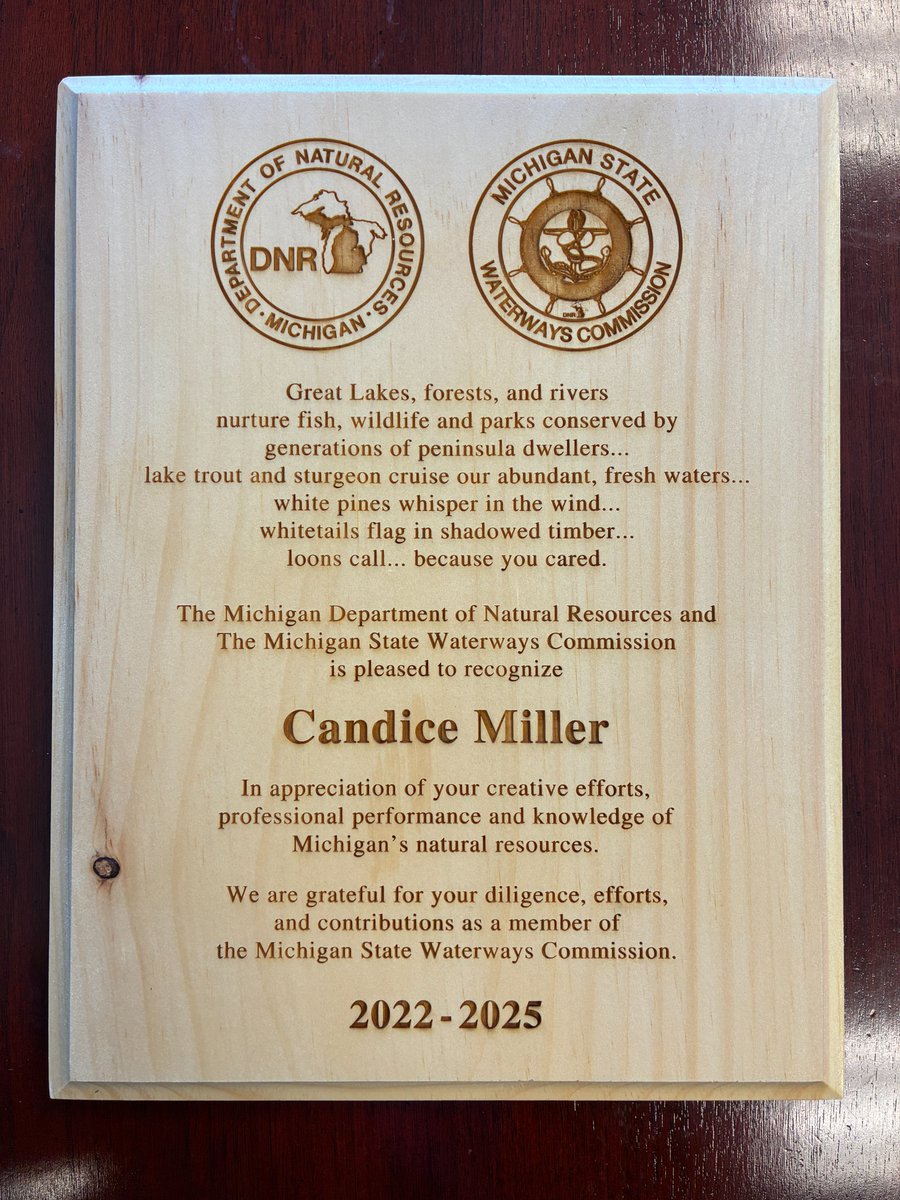 DEPARTMENT OF NATURAL RESOURCES
DNR
· MICHIGAN ·
MICHIGAN STATE
DNR
WATERWAYS COMMISSION
Great Lakes, forests, and rivers
nurture fish, wildlife and parks conserved by
generations of peninsula dwellers...
lake trout and sturgeon cruise our abundant, fresh waters...
white pines whisper in the wind...
whitetails flag in shadowed timber...
loons call... because you cared.
The Michigan Department of Natural Resources and
The Michigan State Waterways Commission
is pleased to recognize
Candice Miller
In appreciation of your creative efforts,
professional performance and knowledge of
Michigan's natural resources.
We are grateful for your diligence, efforts,
and contributions as a member of
the Michigan State Waterways Commission.
2022 - 2025